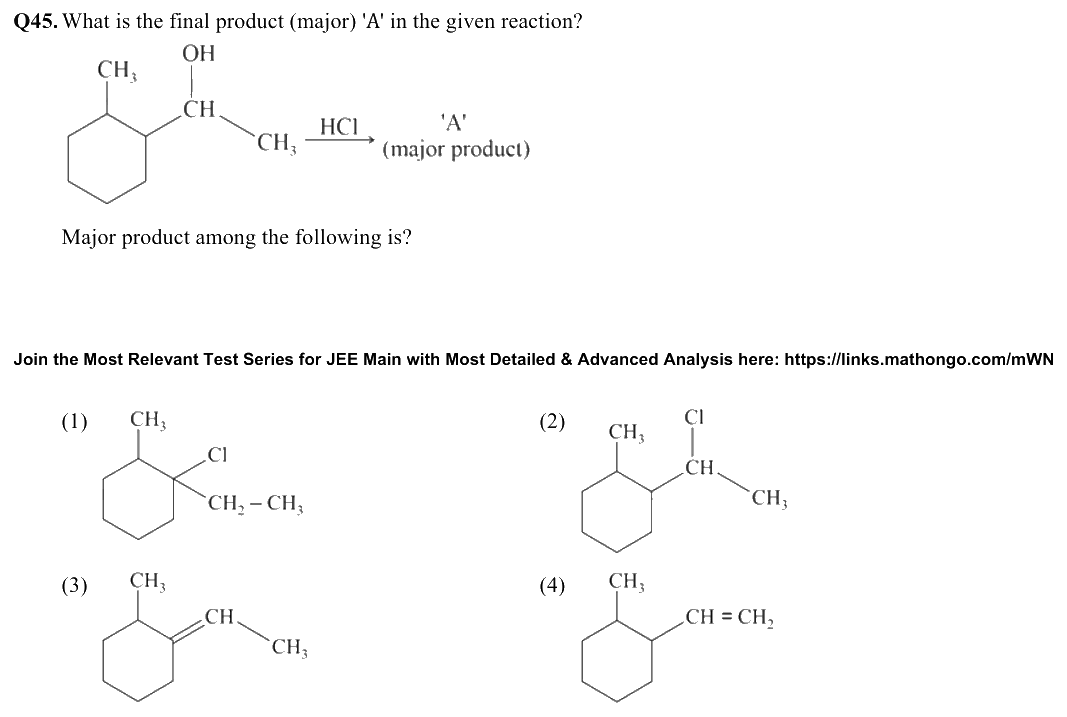 Q45. What is the final product (major) 'A' in the given reaction?
OH
CH₃
CH
CH₃
HCl
'A'
(major product)
Major product among the following is?
Join the Most Relevant Test Series for JEE Main with Most Detailed & Advanced Analysis here: https://links.mathongo.com/mWN
(1)
CH₃
Cl
CH₂ – CH₃
(2)
CH₃
Cl
CH
CH₃
(3)
CH₃
CH
CH₃
(4)
CH₃
CH = CH₂